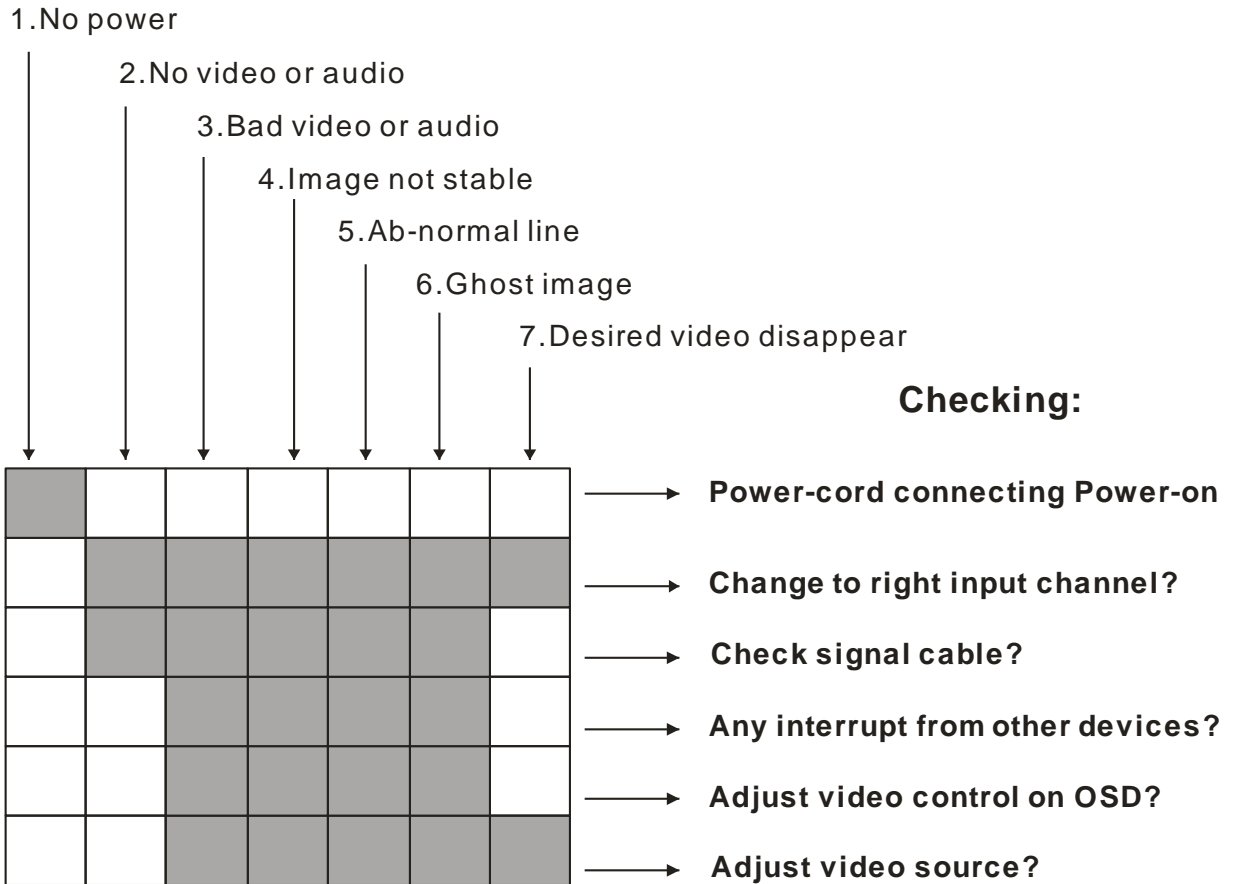 1.No power
2.No video or audio
3.Bad video or audio
4.Image not stable
5.Ab-normal line
6.Ghost image
7.Desired video disappear
Checking:
Power-cord connecting Power-on
Change to right input channel?
Check signal cable?
Any interrupt from other devices?
Adjust video control on OSD?
Adjust video source?